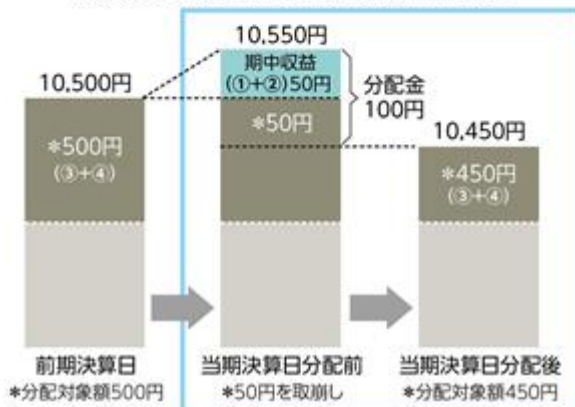 10,550円
期中収益
(①+②)50円
10,500円
分配金
100円
*50円
10,450円
*500円
(③+④)
*450円
(③+④)
前期決算日
当期決算日分配前
当期決算日分配後
*分配対象額500円
*50円を取崩し
*分配対象額450円